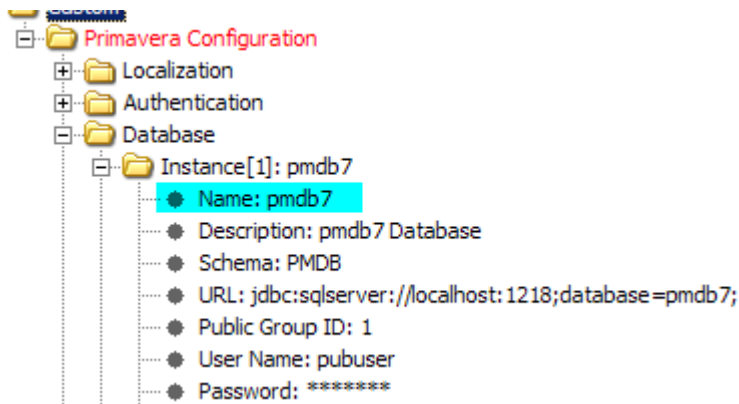 Custom
Primavera Configuration
Localization
Authentication
Database
Instance[1]: pmdb7
Name: pmdb7
Description: pmdb7 Database
Schema: PMDB
URL: jdbc:sqlserver://localhost:1218;database=pmdb7;
Public Group ID: 1
User Name: pubuser
Password: *******